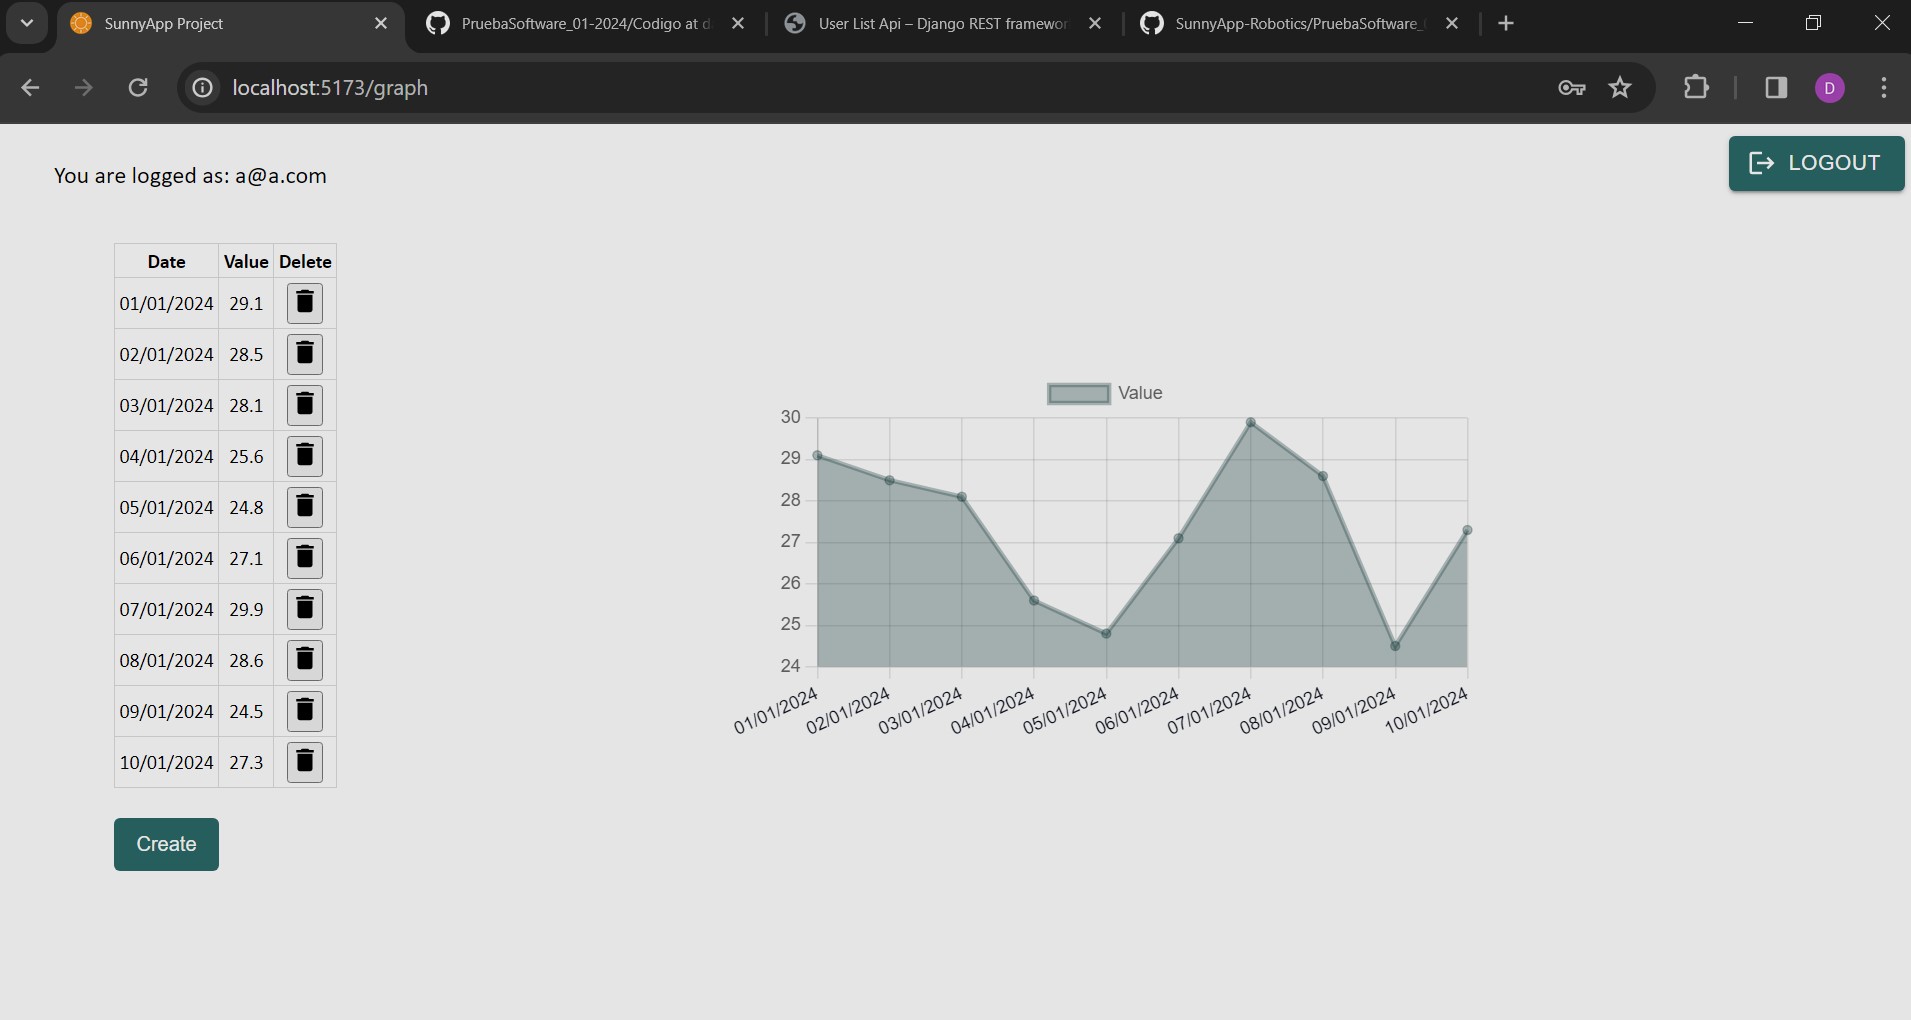 SunnyApp Project
PruebaSoftware_01-2024/Codigo at d
User List Api – Django REST framewor
SunnyApp-Robotics/PruebaSoftware_
localhost:5173/graph
D
You are logged as: a@a.com
LOGOUT
Date Value Delete
01/01/2024 29.1
02/01/2024 28.5
03/01/2024 28.1
04/01/2024 25.6
05/01/2024 24.8
06/01/2024 27.1
07/01/2024 29.9
08/01/2024 28.6
09/01/2024 24.5
10/01/2024 27.3
Create
Value
30
29
28
27
26
25
24
01/01/2024
02/01/2024
03/01/2024
04/01/2024
05/01/2024
06/01/2024
07/01/2024
08/01/2024
09/01/2024
10/01/2024